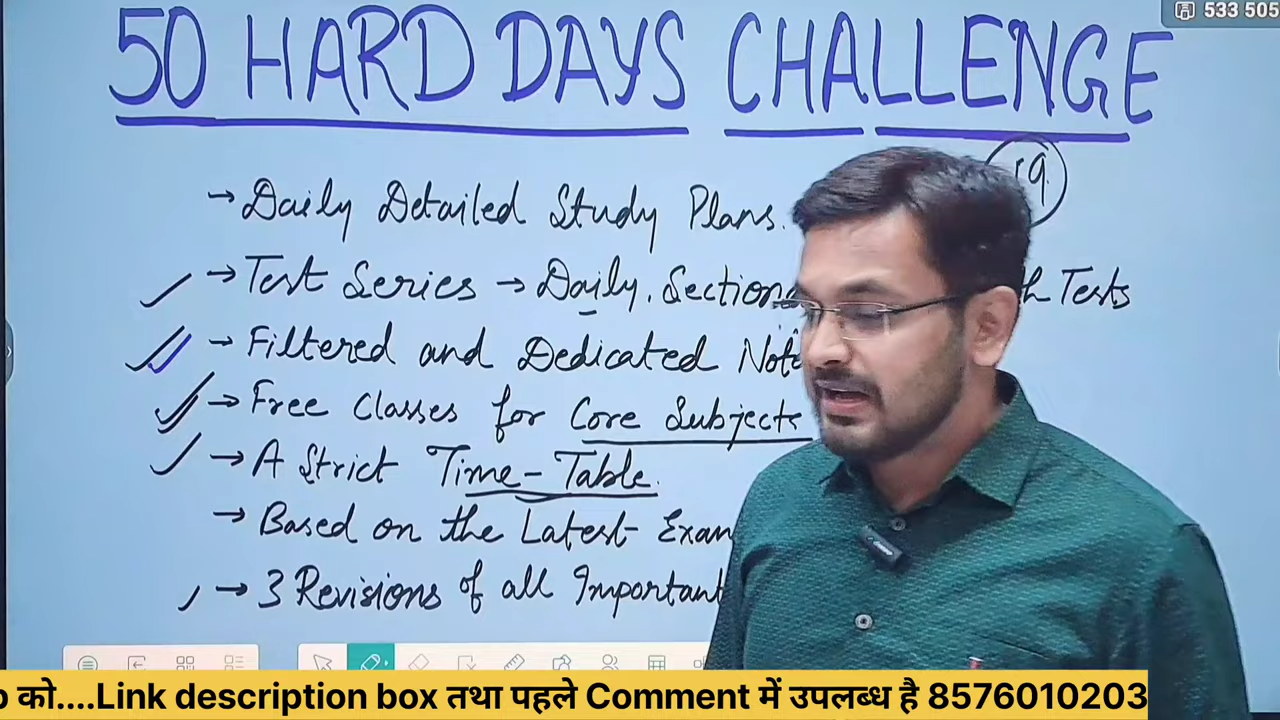 533 505
50 HARD DAYS CHALLENGE
19
→ Daily Detailed Study Plans.
→ Test Series → Daily, Section Tests
→ Filtered and Dedicated Note
→ Free Classes for Core Subjects
→ A Strict Time-Table.
→ Based on the Latest Exam
→ 3 Revisions of all Important
को....Link description box तथा पहले Comment में उपलब्ध है 8576010203